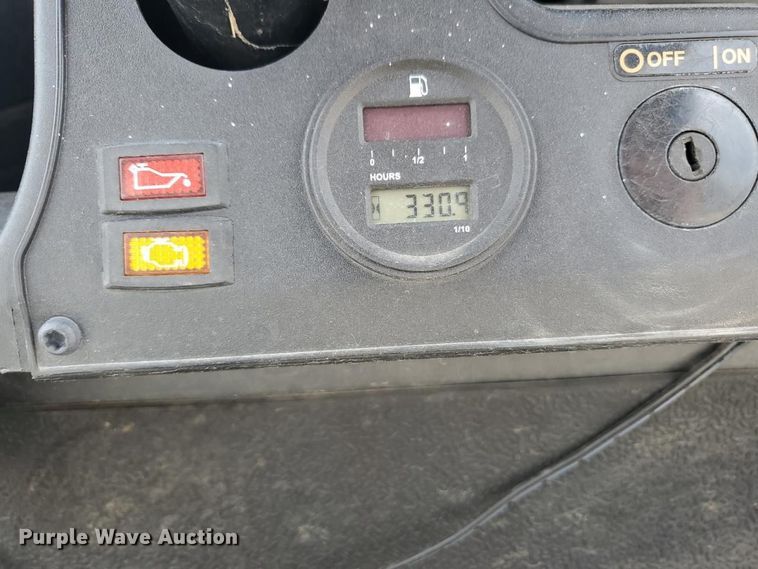 OFF | ON
0 1/2 1
HOURS
330.9
1/10
Purple Wave Auction